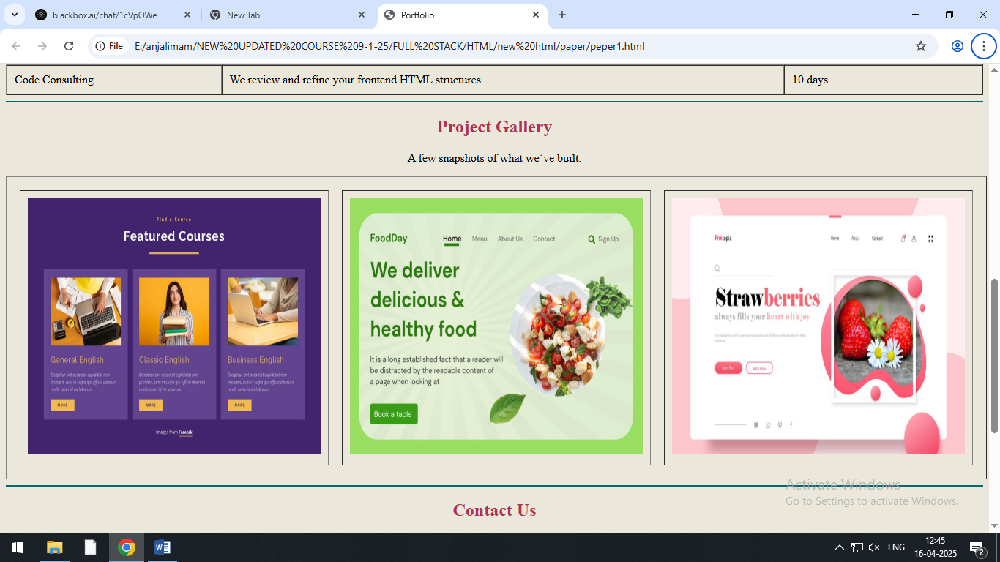 blackbox.ai/chat/1cVpOWe
New Tab
Portfolio
File
E:/anjalimam/NEW%20UPDATED%20COURSE%209-1-25/FULL%20STACK/HTML/new%20html/paper/peper1.html
Code Consulting
We review and refine your frontend HTML structures.
10 days
Project Gallery
A few snapshots of what we've built.
Find a Course
Featured Courses
General English
Excepteur sint occaecat cupidatat non
proident, sunt in culpa qui officia deserunt
mollit anim id est laborum.
MORE
Classic English
Excepteur sint occaecat cupidatat non
proident, sunt in culpa qui officia deserunt
mollit anim id est laborum.
MORE
Business English
Excepteur sint occaecat cupidatat non
proident, sunt in culpa qui officia deserunt
mollit anim id est laborum.
MORE
Images from Freepik
FoodDay
Home
Menu
About Us
Contact
Sign Up
We deliver
delicious &
healthy food
It is a long established fact that a reader will
be distracted by the readable content of
a page when looking at
Book a table
Fruitopia
Home
About
Contact
Strawberries
always fills your heart with joy
Contact Us
Activate Windows
Go to Settings to activate Windows.
ENG
12:45
16-04-2025
2